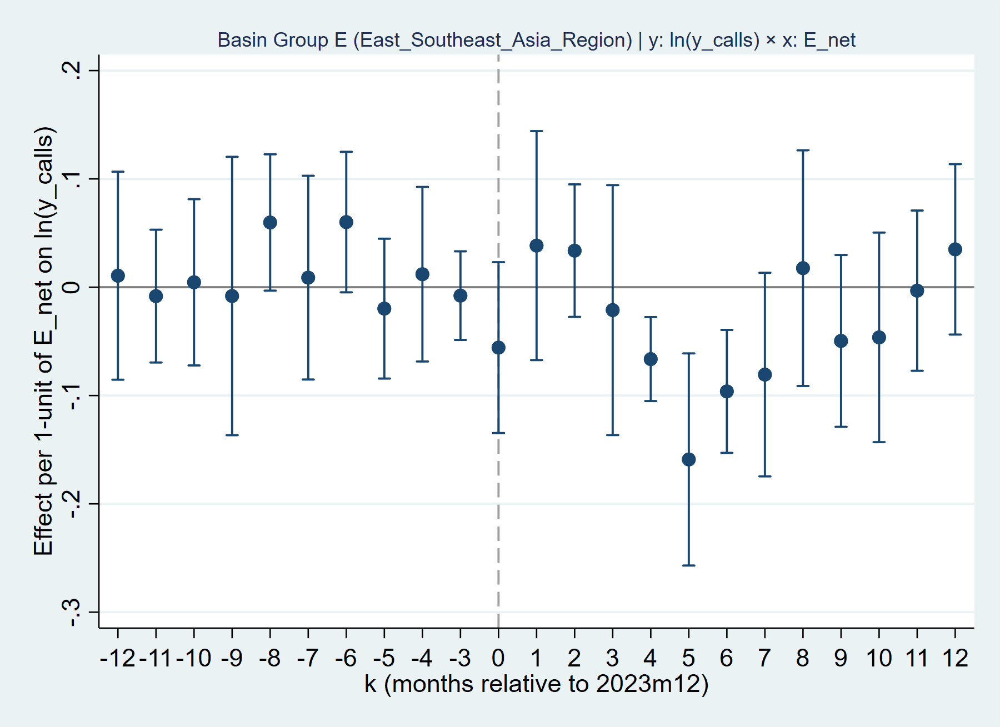 Basin Group E (East_Southeast_Asia_Region) | y: ln(y_calls) × x: E_net
Effect per 1-unit of E_net on ln(y_calls)
.2
.1
0
-.1
-.2
-.3
-12 -11 -10 -9 -8 -7 -6 -5 -4 -3 0 1 2 3 4 5 6 7 8 9 10 11 12
k (months relative to 2023m12)